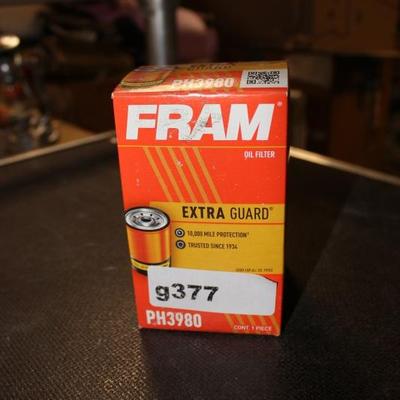 PH3980
FRAM®
OIL FILTER
EXTRA GUARD®
10,000 MILE PROTECTION†
TRUSTED SINCE 1934
g377
PH3980
CONT. 1 PIECE